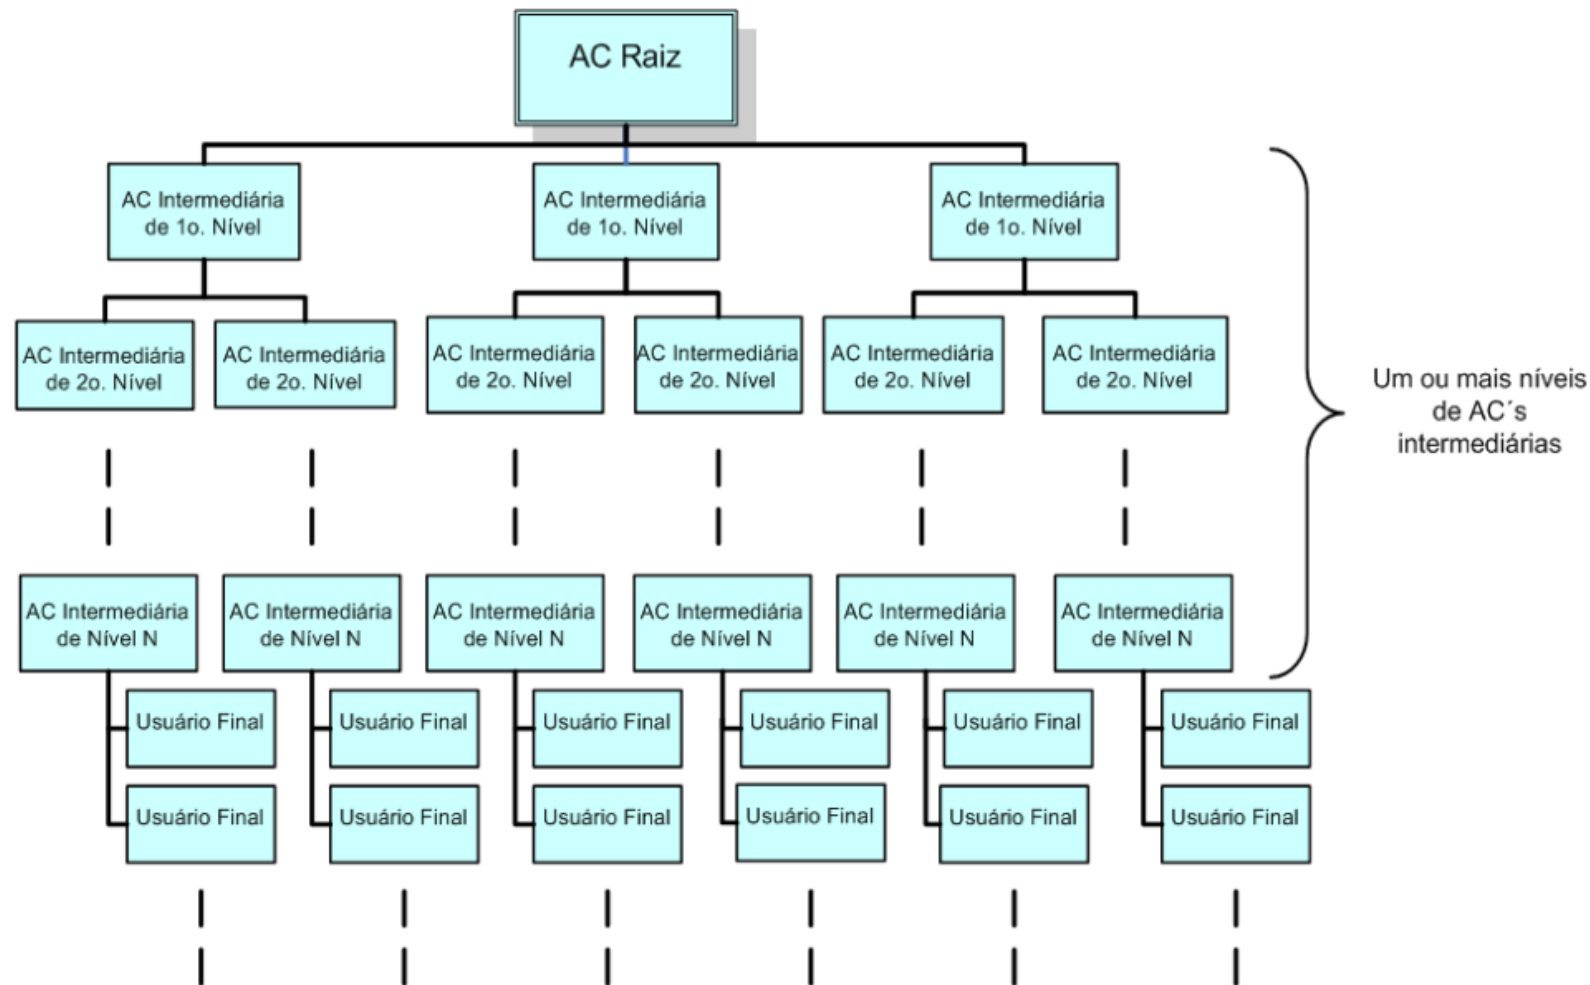 AC Raiz
AC Intermediária
de 1o. Nível
AC Intermediária
de 1o. Nível
AC Intermediária
de 1o. Nível
AC Intermediária
de 2o. Nível
AC Intermediária
de 2o. Nível
AC Intermediária
de 2o. Nível
AC Intermediária
de 2o. Nível
AC Intermediária
de 2o. Nível
AC Intermediária
de 2o. Nível
Um ou mais níveis
de AC´s
intermediárias
AC Intermediária
de Nível N
AC Intermediária
de Nível N
AC Intermediária
de Nível N
AC Intermediária
de Nível N
AC Intermediária
de Nível N
AC Intermediária
de Nível N
Usuário Final
Usuário Final
Usuário Final
Usuário Final
Usuário Final
Usuário Final
Usuário Final
Usuário Final
Usuário Final
Usuário Final
Usuário Final
Usuário Final